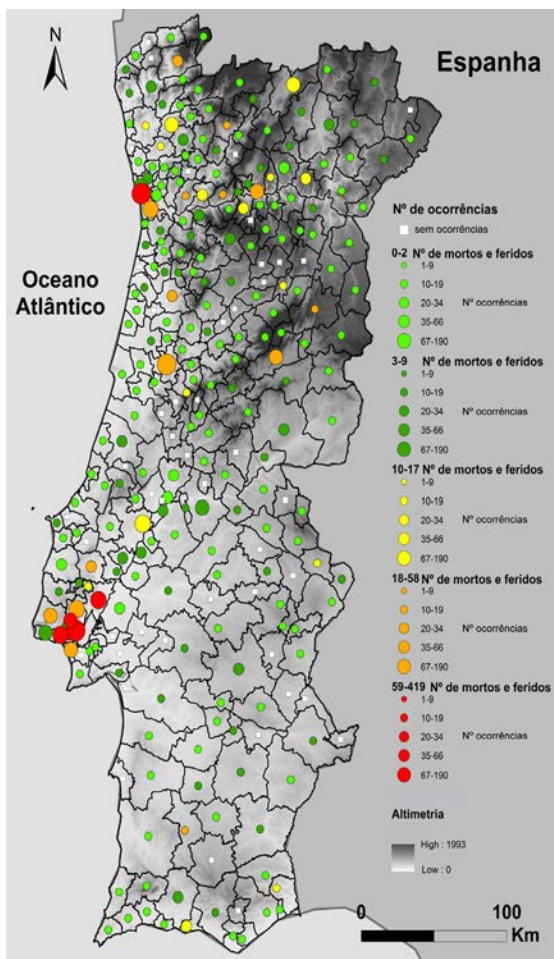 N
Espanha
Oceano
Atlântico
Nº de ocorrências
sem ocorrências
0-2 Nº de mortos e feridos
1-9
10-19
20-34 Nº ocorrências
35-66
67-190
3-9 Nº de mortos e feridos
1-9
10-19
20-34 Nº ocorrências
35-66
67-190
10-17 Nº de mortos e feridos
1-9
10-19
20-34 Nº ocorrências
35-66
67-190
18-58 Nº de mortos e feridos
1-9
10-19
20-34 Nº ocorrências
35-66
67-190
59-419 Nº de mortos e feridos
1-9
10-19
20-34 Nº ocorrências
35-66
67-190
Altimetria
High : 1993
Low : 0
0 100
Km